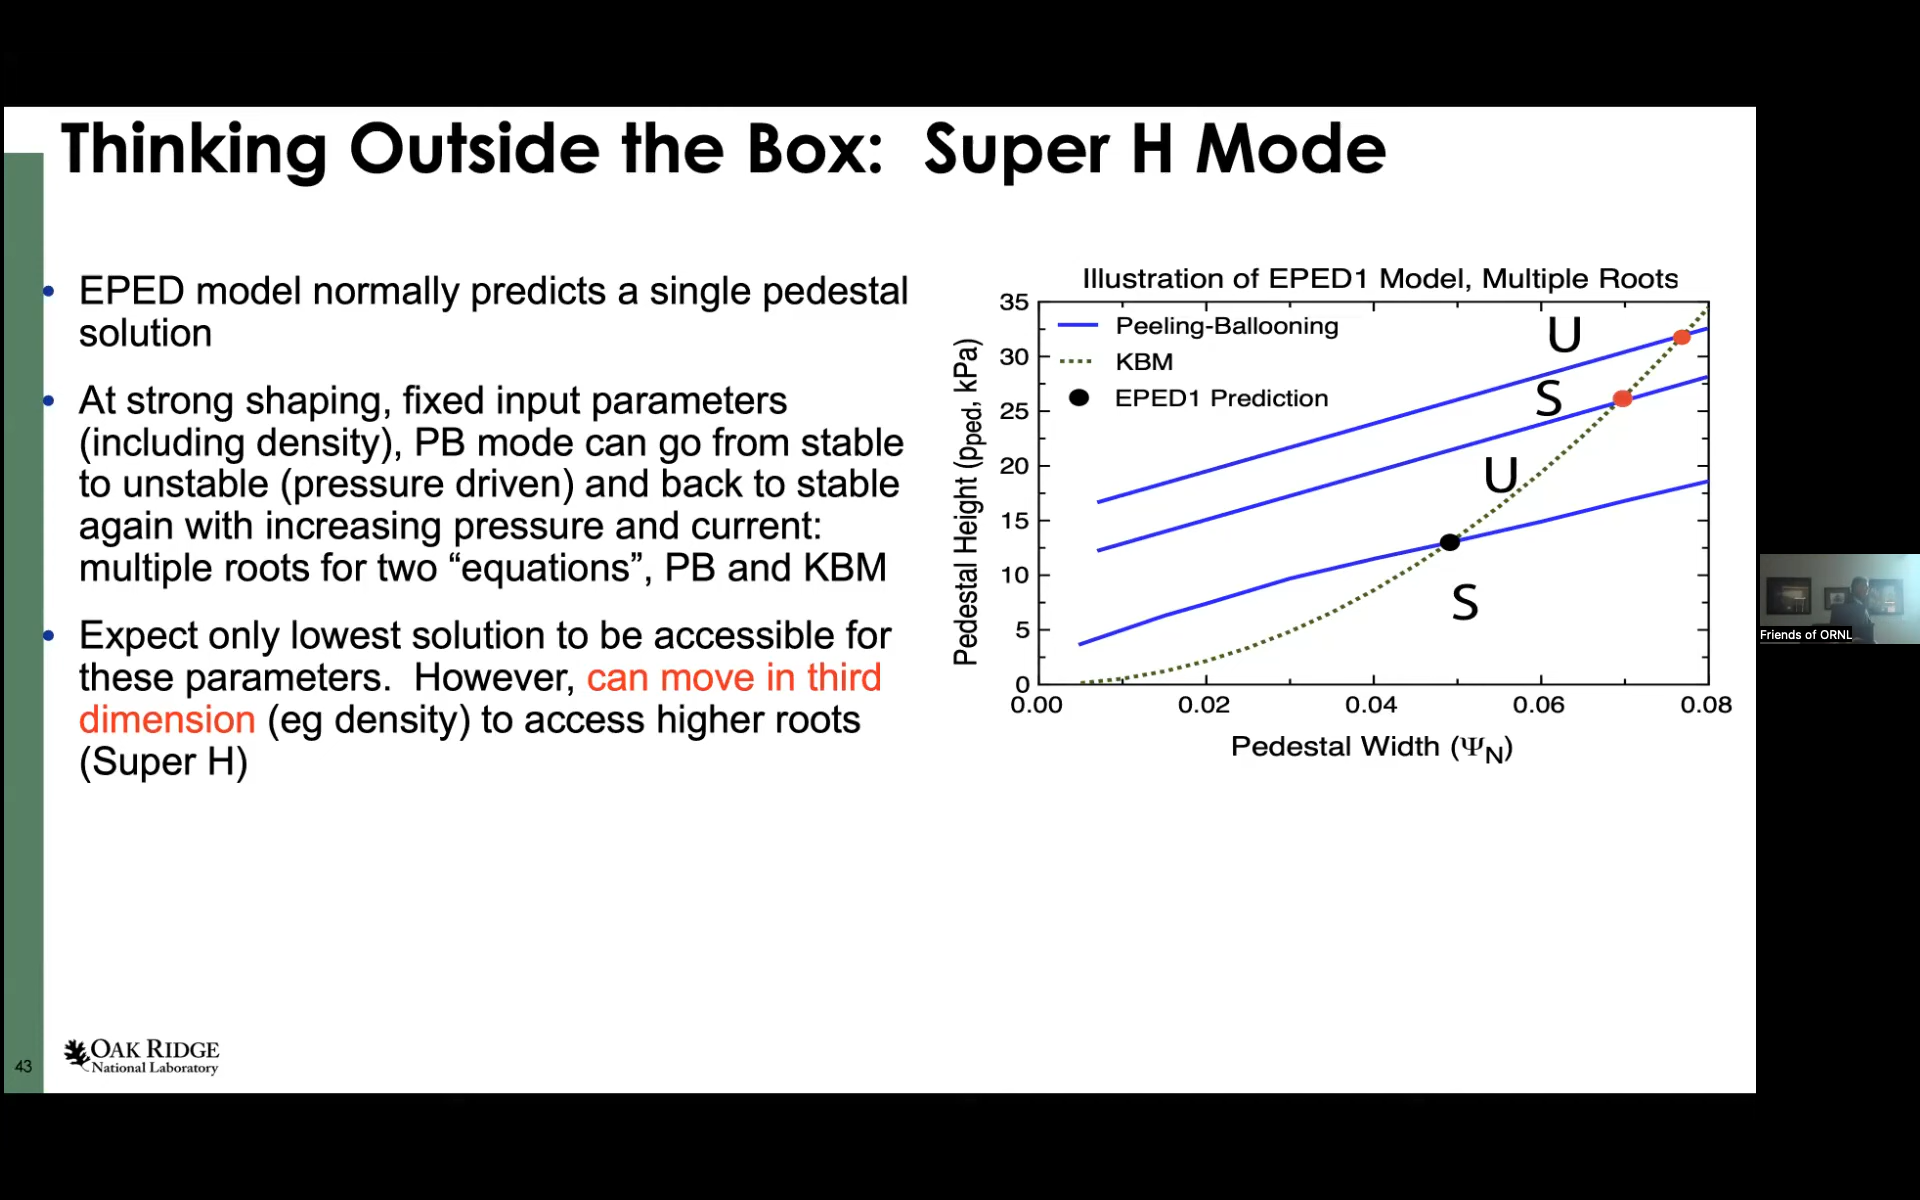 Thinking Outside the Box: Super H Mode
• EPED model normally predicts a single pedestal
solution
• At strong shaping, fixed input parameters
(including density), PB mode can go from stable
to unstable (pressure driven) and back to stable
again with increasing pressure and current:
multiple roots for two “equations”, PB and KBM
• Expect only lowest solution to be accessible for
these parameters. However, can move in third
dimension (eg density) to access higher roots
(Super H)
Illustration of EPED1 Model, Multiple Roots
Peeling-Ballooning
KBM
EPED1 Prediction
U
S
U
S
Pedestal Height (pped, kPa)
35
30
25
20
15
10
5
0
0.00 0.02 0.04 0.06 0.08
Pedestal Width (ΨN)
Friends of ORNL
43
OAK RIDGE
National Laboratory